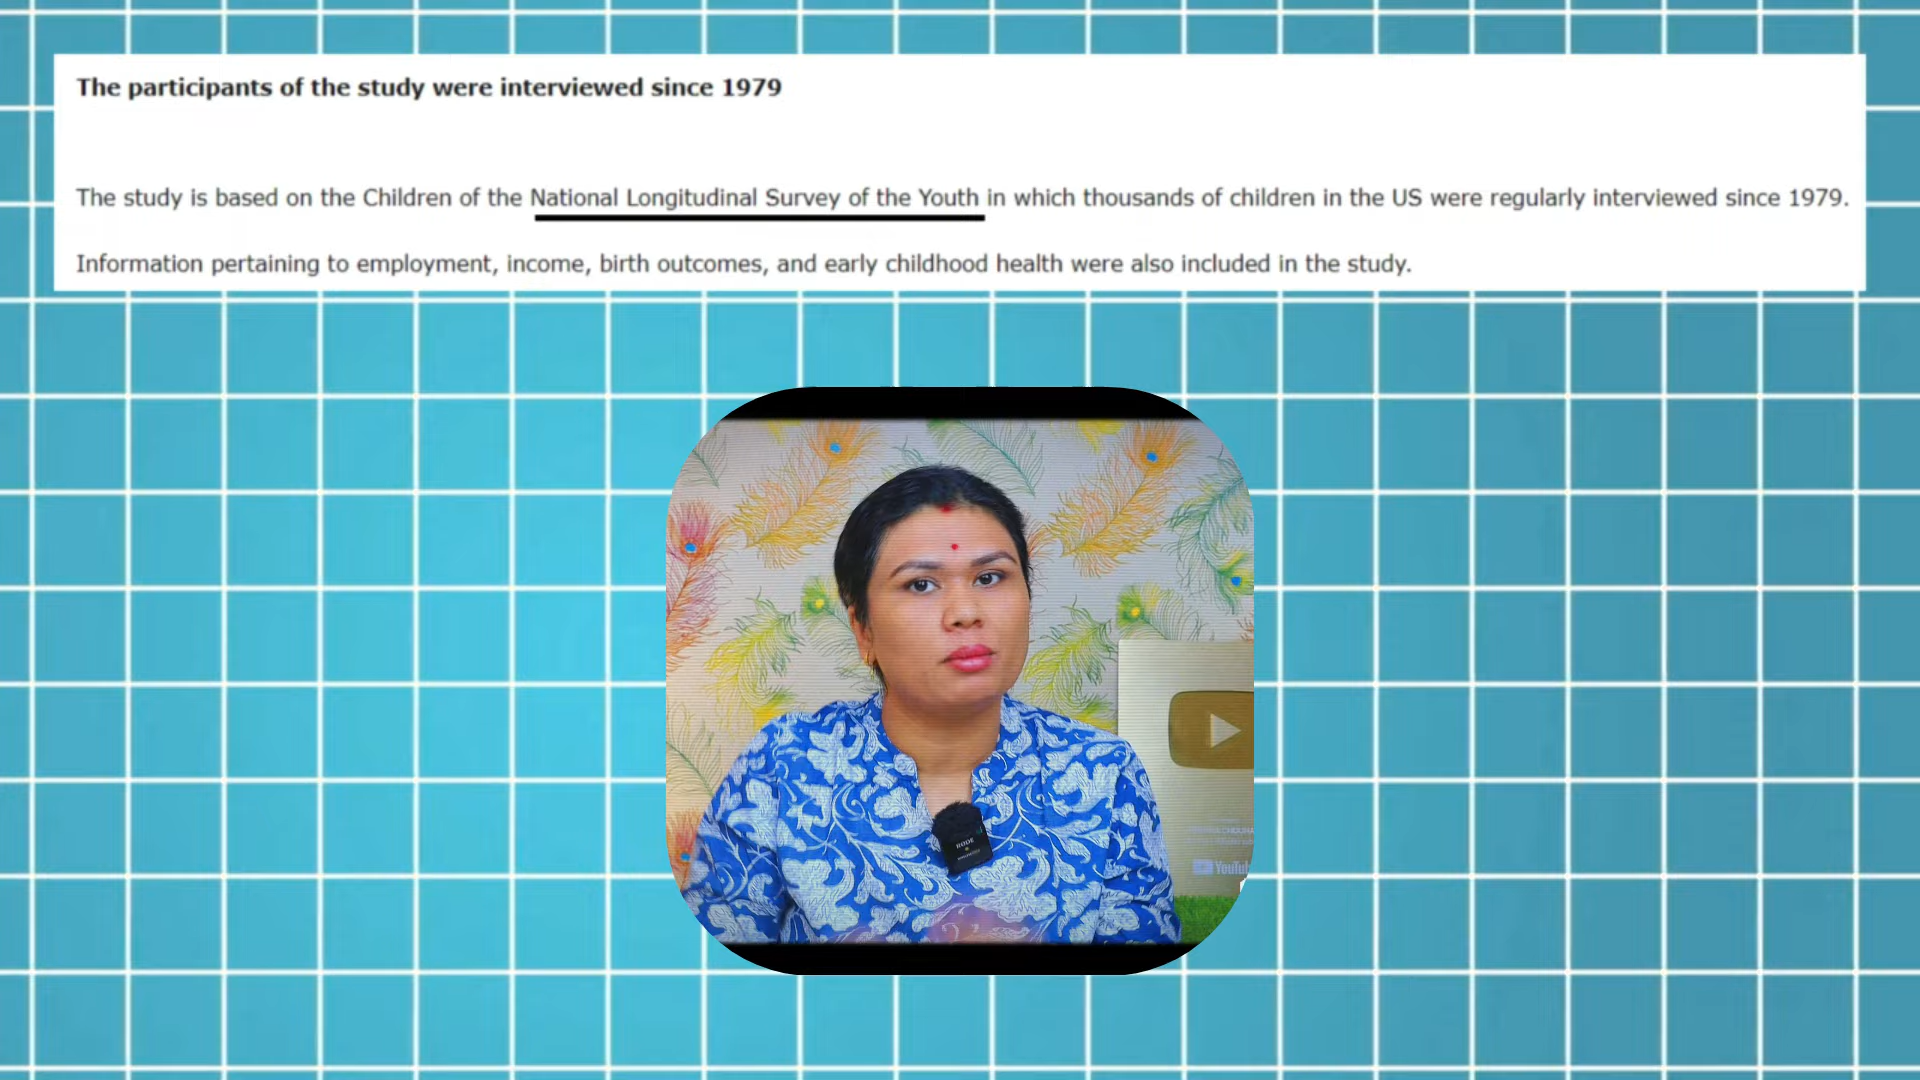 The participants of the study were interviewed since 1979
The study is based on the Children of the National Longitudinal Survey of the Youth in which thousands of children in the US were regularly interviewed since 1979.
Information pertaining to employment, income, birth outcomes, and early childhood health were also included in the study.
RODE
YouTub